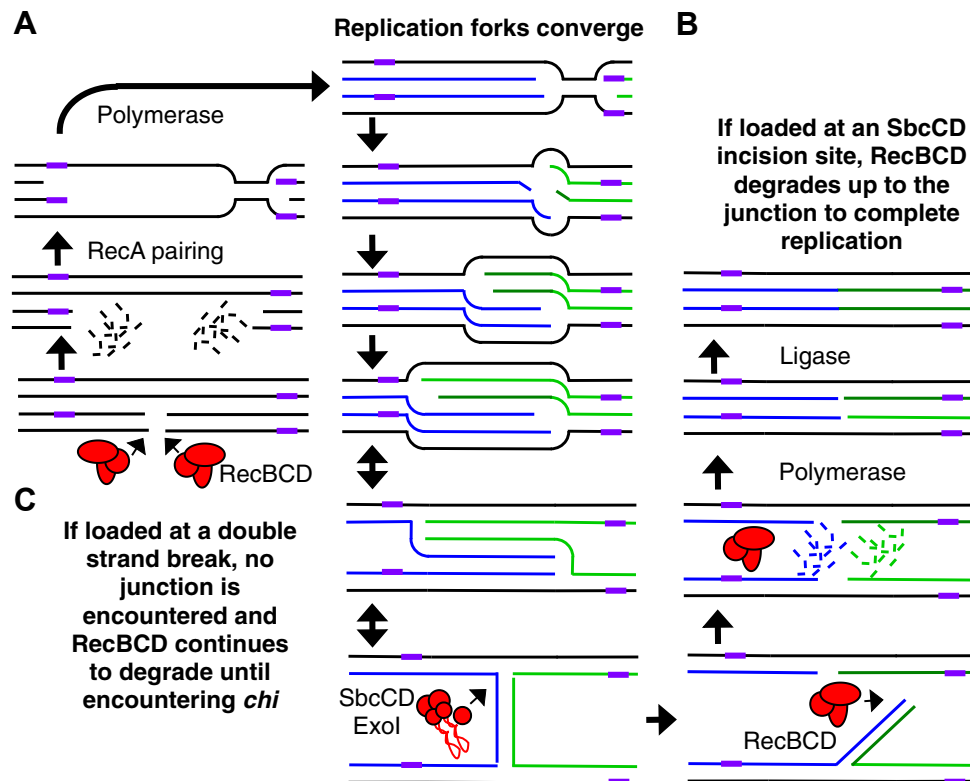 A
Replication forks converge
B
Polymerase
RecA pairing
RecBCD
C
If loaded at a double
strand break, no
junction is
encountered and
RecBCD continues
to degrade until
encountering chi
SbcCD
ExoI
If loaded at an SbcCD
incision site, RecBCD
degrades up to the
junction to complete
replication
Ligase
Polymerase
RecBCD